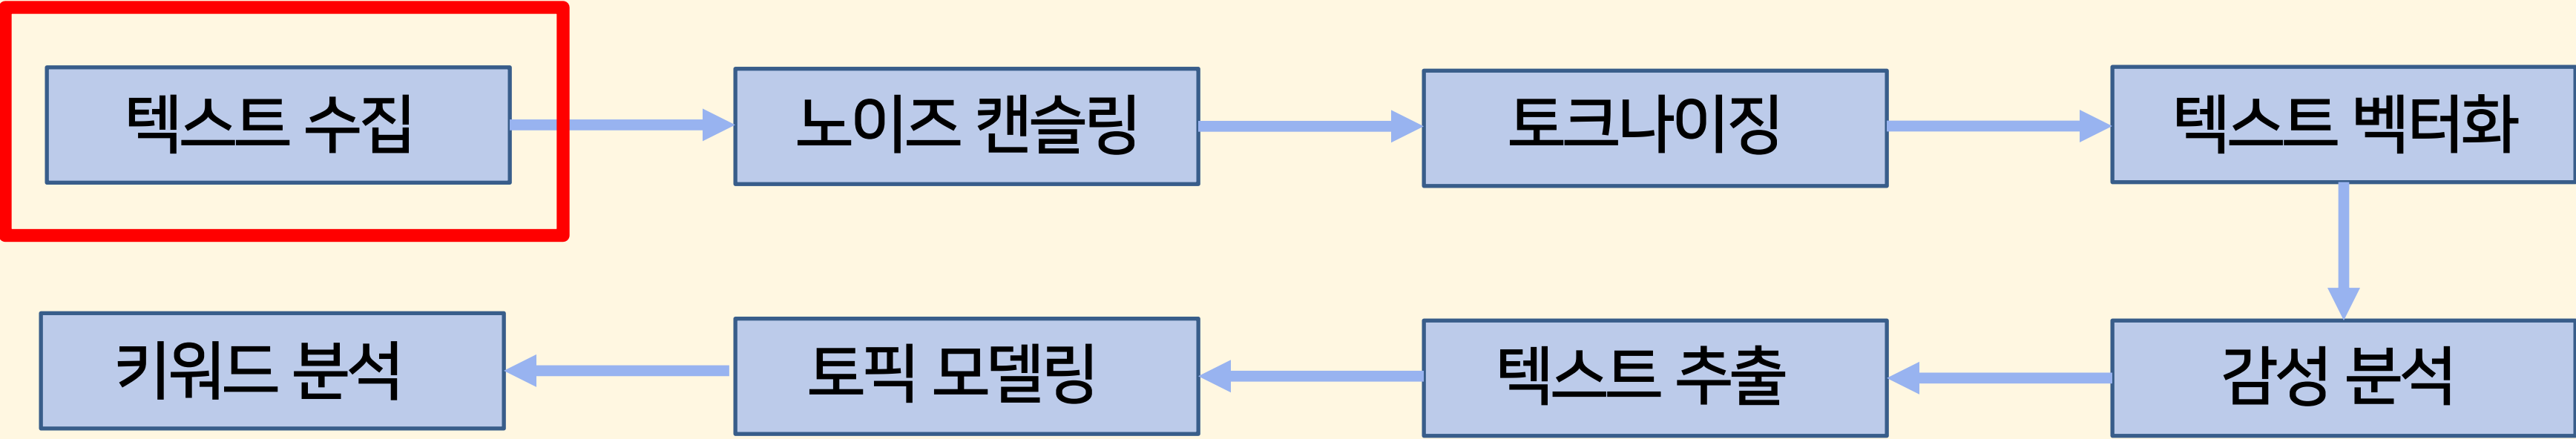 텍스트 수집
노이즈 캔슬링
토크나이징
텍스트 벡터화
감성 분석
텍스트 추출
토픽 모델링
키워드 분석